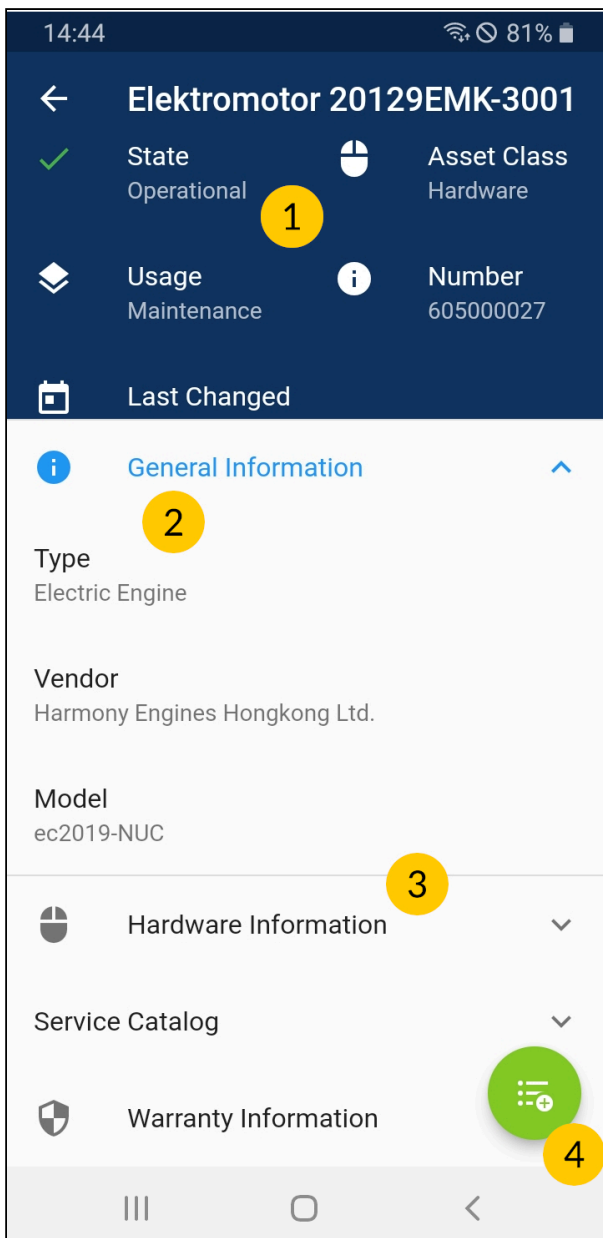 14:44 81%
Elektromotor 20129EMK-3001
State Asset Class
Operational Hardware
1
Usage Number
Maintenance 605000027
Last Changed
General Information
2
Type
Electric Engine
Vendor
Harmony Engines Hongkong Ltd.
Model
ec2019-NUC
3
Hardware Information
Service Catalog
Warranty Information
4